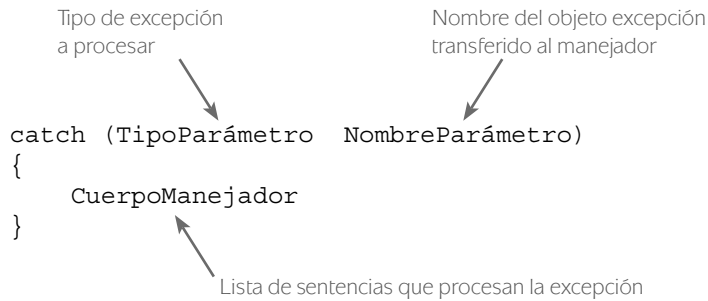 Tipo de excepción
a procesar
Nombre del objeto excepción
transferido al manejador
catch (TipoParámetro  NombreParámetro)
{
    CuerpoManejador
}
Lista de sentencias que procesan la excepción